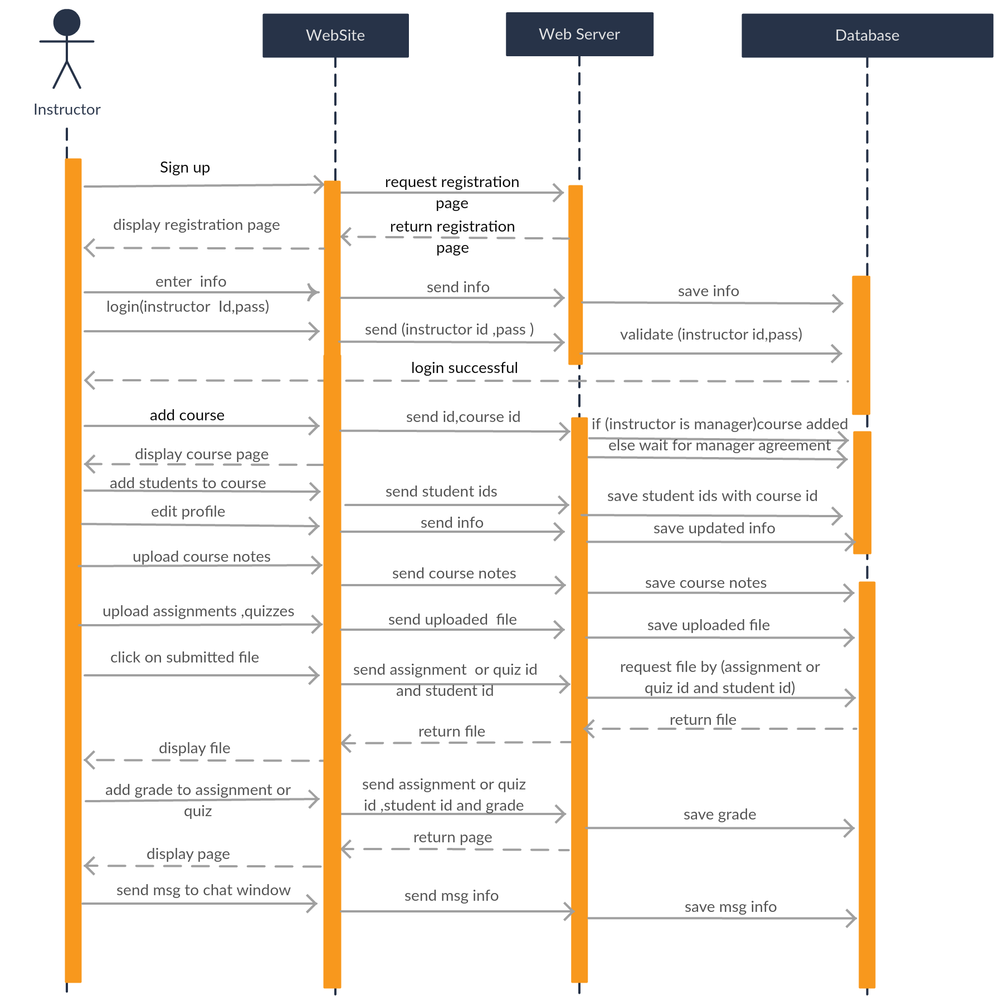 WebSite
Web Server
Database
Instructor
Sign up
request registration
page
display registration page
return registration
page
enter  info
send info
save info
login(instructor  Id,pass)
send (instructor id ,pass )
validate (instructor id,pass)
login successful
add course
send id,course id
if (instructor is manager)course added
else wait for manager agreement
display course page
add students to course
send student ids
save student ids with course id
edit profile
send info
save updated info
upload course notes
send course notes
save course notes
upload assignments ,quizzes
send uploaded  file
save uploaded file
click on submitted file
send assignment  or quiz id
and student id
request file by (assignment or
quiz id and student id)
return file
return file
display file
add grade to assignment or
quiz
send assignment or quiz
id ,student id and grade
save grade
return page
display page
send msg to chat window
send msg info
save msg info